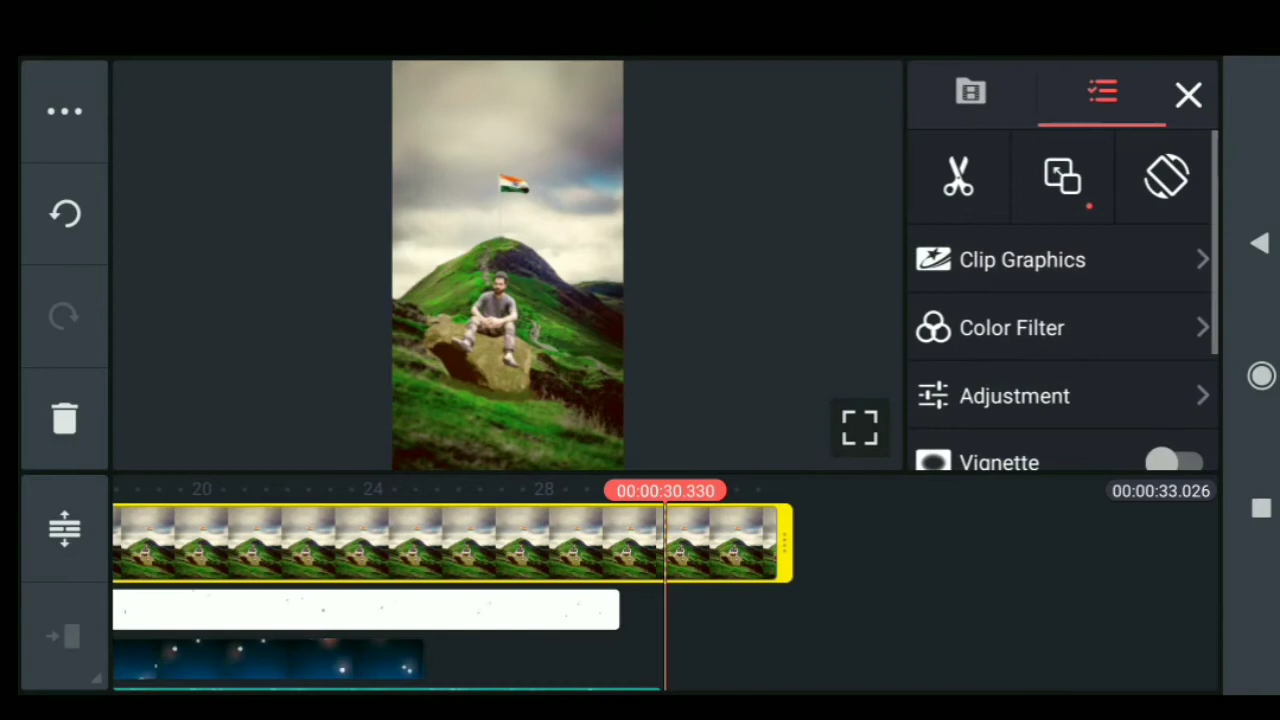 Clip Graphics
Color Filter
Adjustment
Vignette
20
24
28
00:00:30.330
00:00:33.026